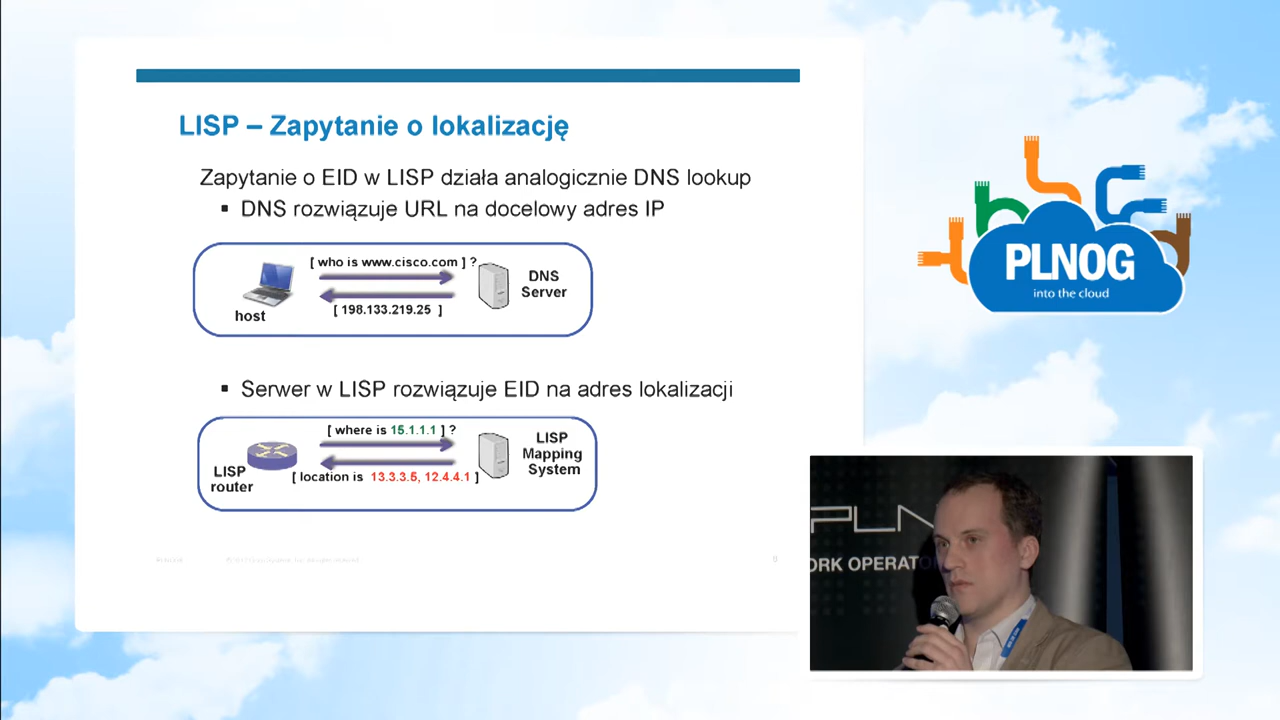 LISP – Zapytanie o lokalizację
Zapytanie o EID w LISP działa analogicznie DNS lookup
▪ DNS rozwiązuje URL na docelowy adres IP
[ who is www.cisco.com ] ?
DNS
Server
host
[ 198.133.219.25 ]
▪ Serwer w LISP rozwiązuje EID na adres lokalizacji
[ where is 15.1.1.1 ] ?
LISP
Mapping
System
LISP
router
[ location is 13.3.3.5, 12.4.4.1 ]
9
PLNOG
into the cloud
PLN
ORK OPERATO